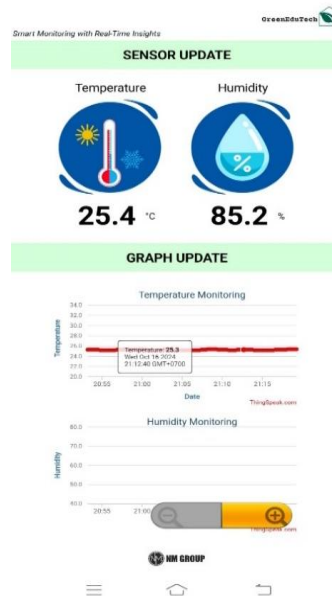 GreenEduTech
Smart Monitoring with Real-Time Insights
SENSOR UPDATE
Temperature Humidity
%
25.4 °C 85.2 %
GRAPH UPDATE
Temperature Monitoring
34.0
32.0
30.0
28.0
26.0
24.0
22.0
20.0
Temperature
Temperature: 25.3
Wed Oct 16 2024
21:12:40 GMT+0700
20:55 21:00 21:05 21:10 21:15
Date
ThingSpeak.com
Humidity Monitoring
80.0
70.0
60.0
50.0
40.0
Humidity
20:55 21:00
ThingSpeak.com
NM GROUP